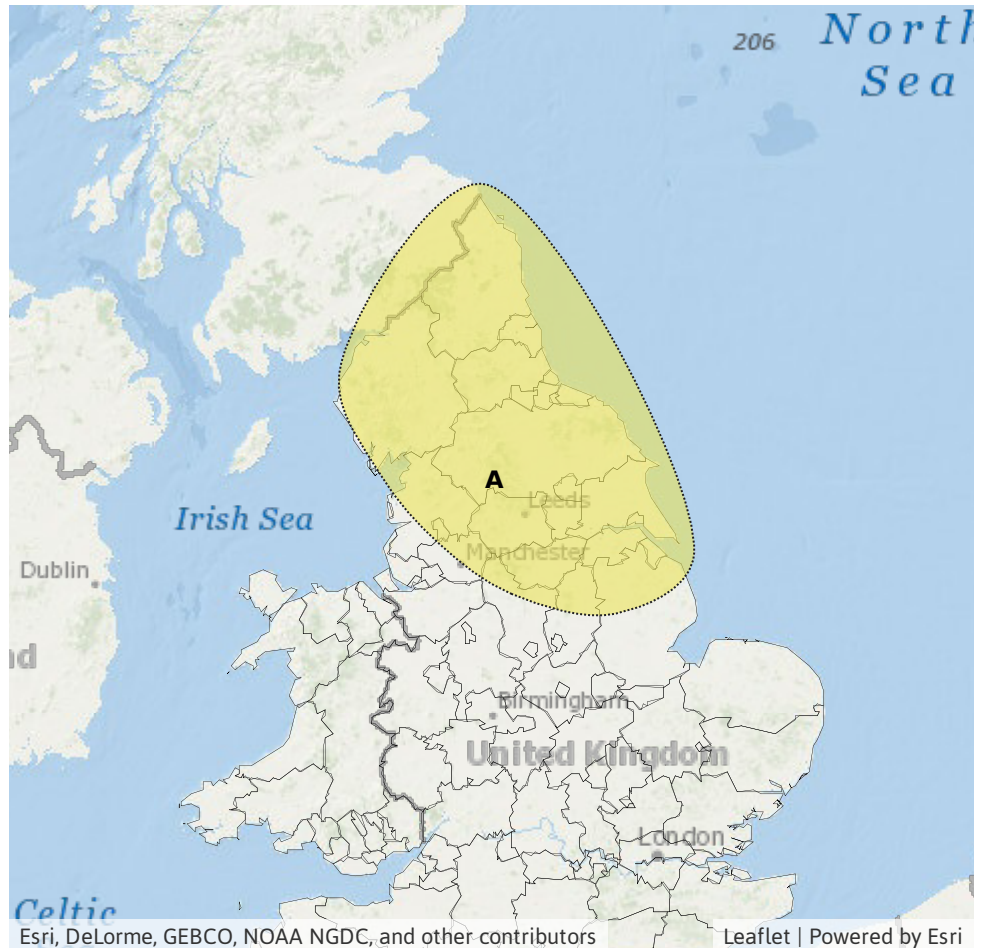 206
North
Sea
A
Leeds
Irish Sea
Manchester
Dublin
nd
Birmingham
United Kingdom
London
Celtic
Esri, DeLorme, GEBCO, NOAA NGDC, and other contributors
Leaflet | Powered by Esri